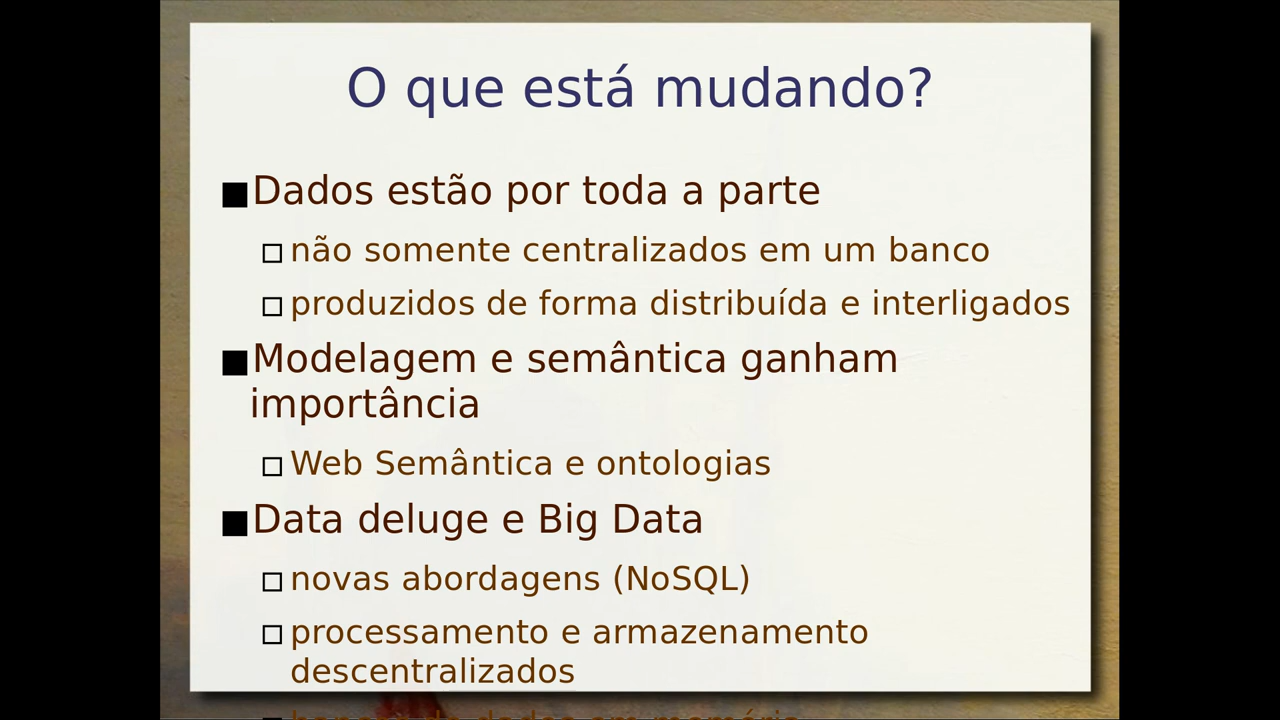 O que está mudando?
Dados estão por toda a parte
não somente centralizados em um banco
produzidos de forma distribuída e interligados
Modelagem e semântica ganham
importância
Web Semântica e ontologias
Data deluge e Big Data
novas abordagens (NoSQL)
processamento e armazenamento
descentralizados